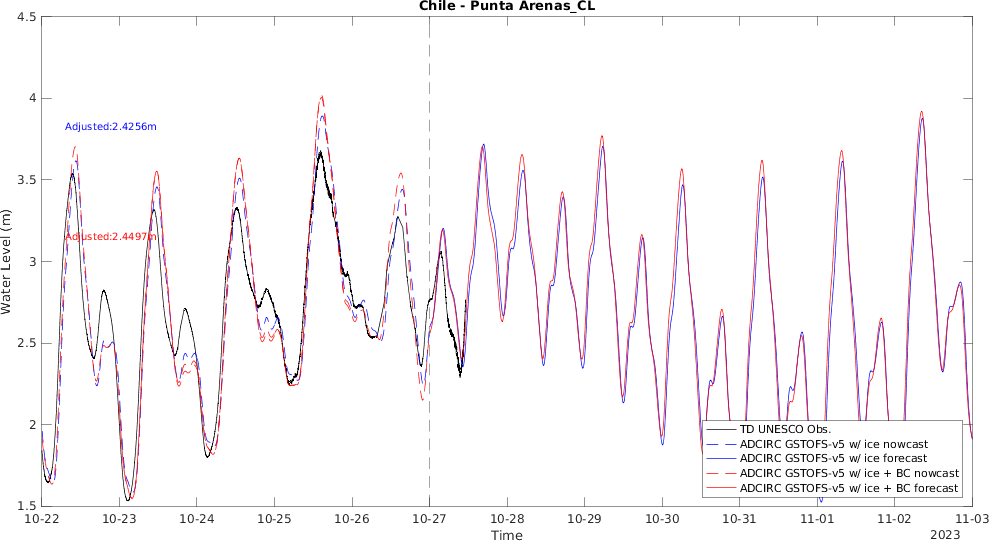 Chile - Punta Arenas_CL
4.5
4
3.5
3
2.5
2
1.5
Water Level (m)
Adjusted:2.4256m
Adjusted:2.4497m
TD UNESCO Obs.
ADCIRC GSTOFS-v5 w/ ice nowcast
ADCIRC GSTOFS-v5 w/ ice forecast
ADCIRC GSTOFS-v5 w/ ice + BC nowcast
ADCIRC GSTOFS-v5 w/ ice + BC forecast
10-22 10-23 10-24 10-25 10-26 10-27 10-28 10-29 10-30 10-31 11-01 11-02 11-03
Time
2023